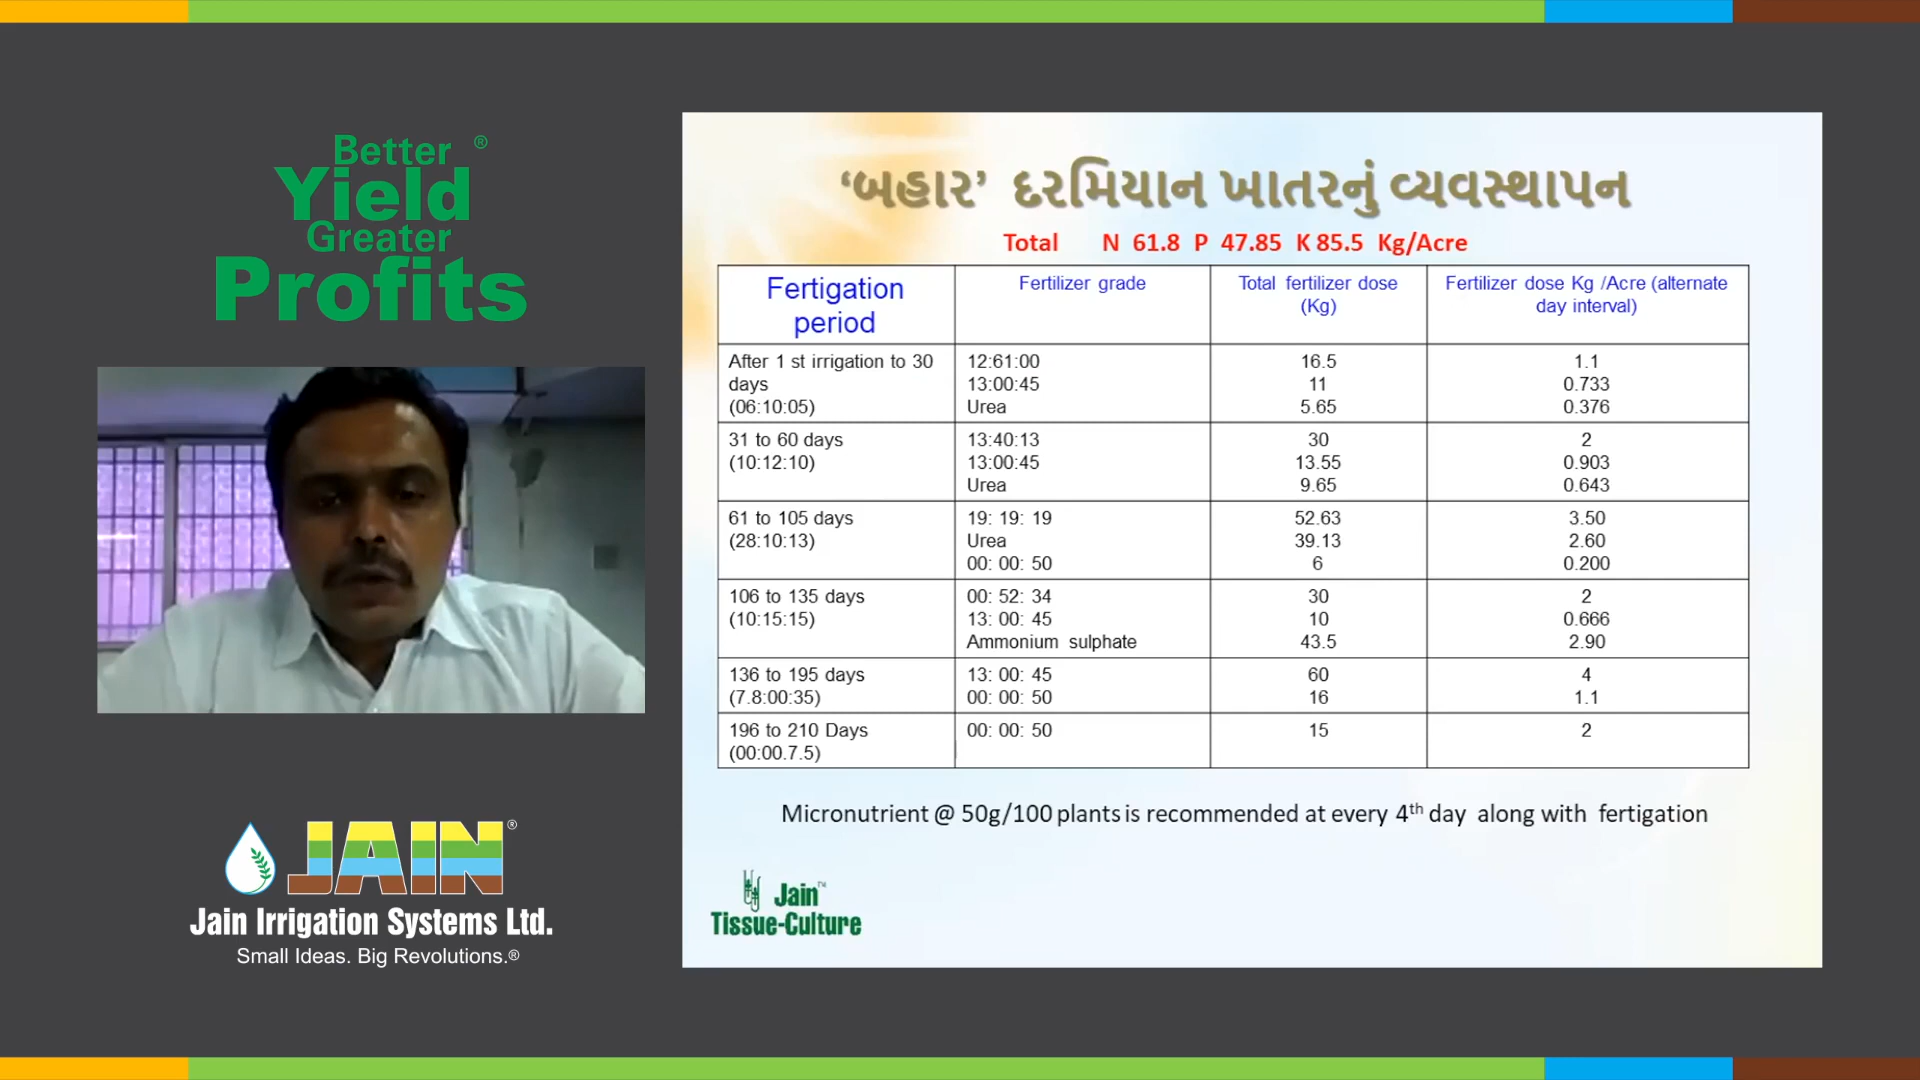 Better ®
Yield
Greater
Profits
JAIN®
Jain Irrigation Systems Ltd.
Small Ideas. Big Revolutions.®
‘બહાર’ દરમિયાન ખાતરનું વ્યવસ્થાપન
Total N 61.8 P 47.85 K 85.5 Kg/Acre
Fertigation period
Fertilizer grade
Total fertilizer dose (Kg)
Fertilizer dose Kg /Acre (alternate day interval)
After 1 st irrigation to 30 days
(06:10:05)
12:61:00 16.5 1.1
13:00:45 11 0.733
Urea 5.65 0.376
31 to 60 days
(10:12:10)
13:40:13 30 2
13:00:45 13.55 0.903
Urea 9.65 0.643
61 to 105 days
(28:10:13)
19: 19: 19 52.63 3.50
Urea 39.13 2.60
00: 00: 50 6 0.200
106 to 135 days
(10:15:15)
00: 52: 34 30 2
13: 00: 45 10 0.666
Ammonium sulphate 43.5 2.90
136 to 195 days
(7.8:00:35)
13: 00: 45 60 4
00: 00: 50 16 1.1
196 to 210 Days
(00:00.7.5)
00: 00: 50 15 2
Micronutrient @ 50g/100 plants is recommended at every 4th day along with fertigation
Jain™
Tissue-Culture